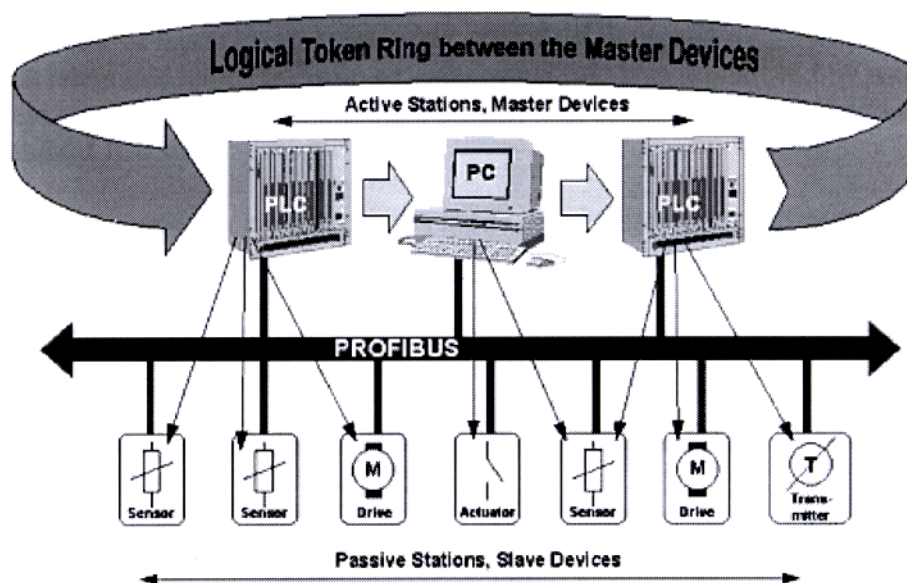 Logical Token Ring between the Master Devices
Active Stations, Master Devices
PLC
PC
PLC
PROFIBUS
Sensor
Sensor
M
Drive
Actuator
Sensor
M
Drive
T
Trans-
mitter
Passive Stations, Slave Devices